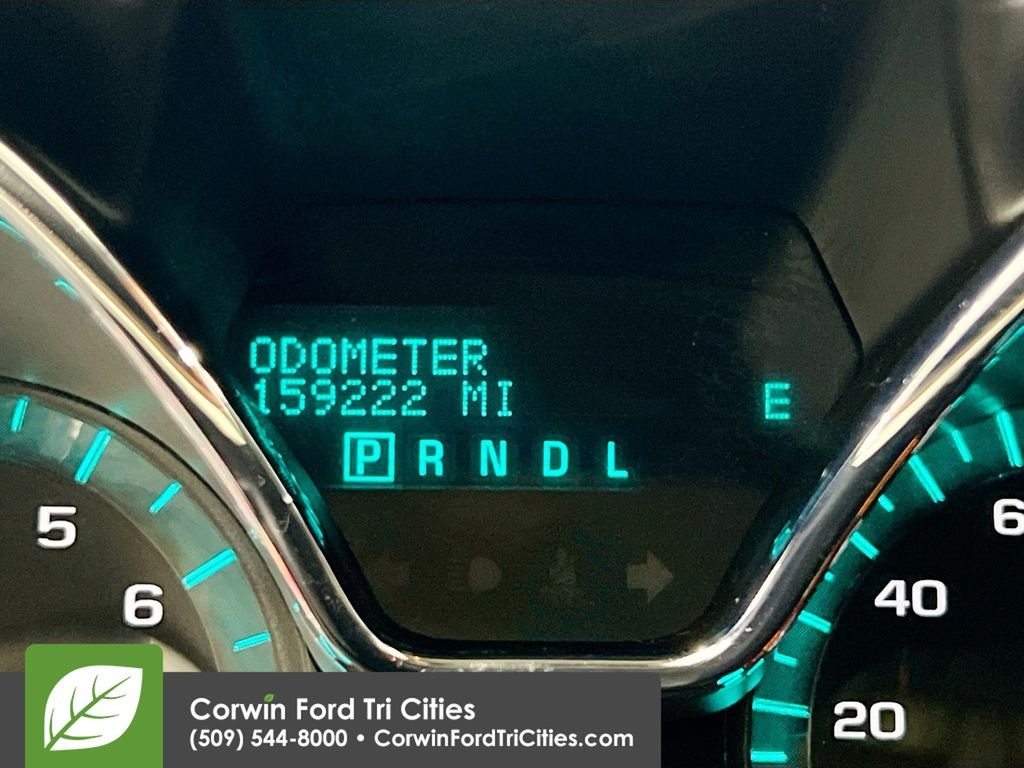 ODOMETER
159222 MI
E
P R N D L
5
6
6
40
20
Corwin Ford Tri Cities
(509) 544-8000 • CorwinFordTriCities.com